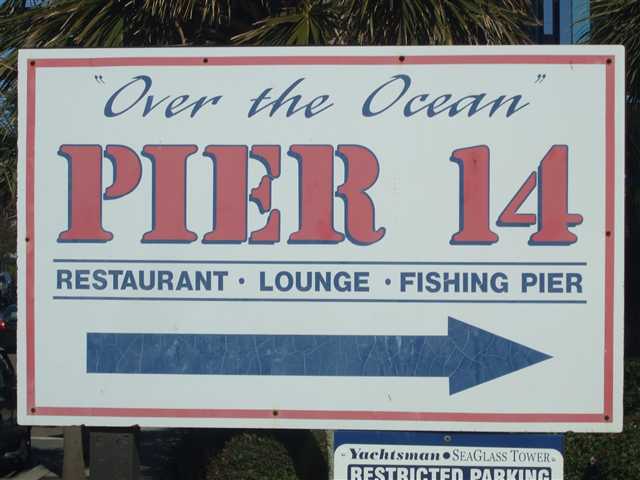 "Over the Ocean"
PIER 14
RESTAURANT · LOUNGE · FISHING PIER
Yachtsman • SEAGLASS TOWER
RESTRICTED PARKING